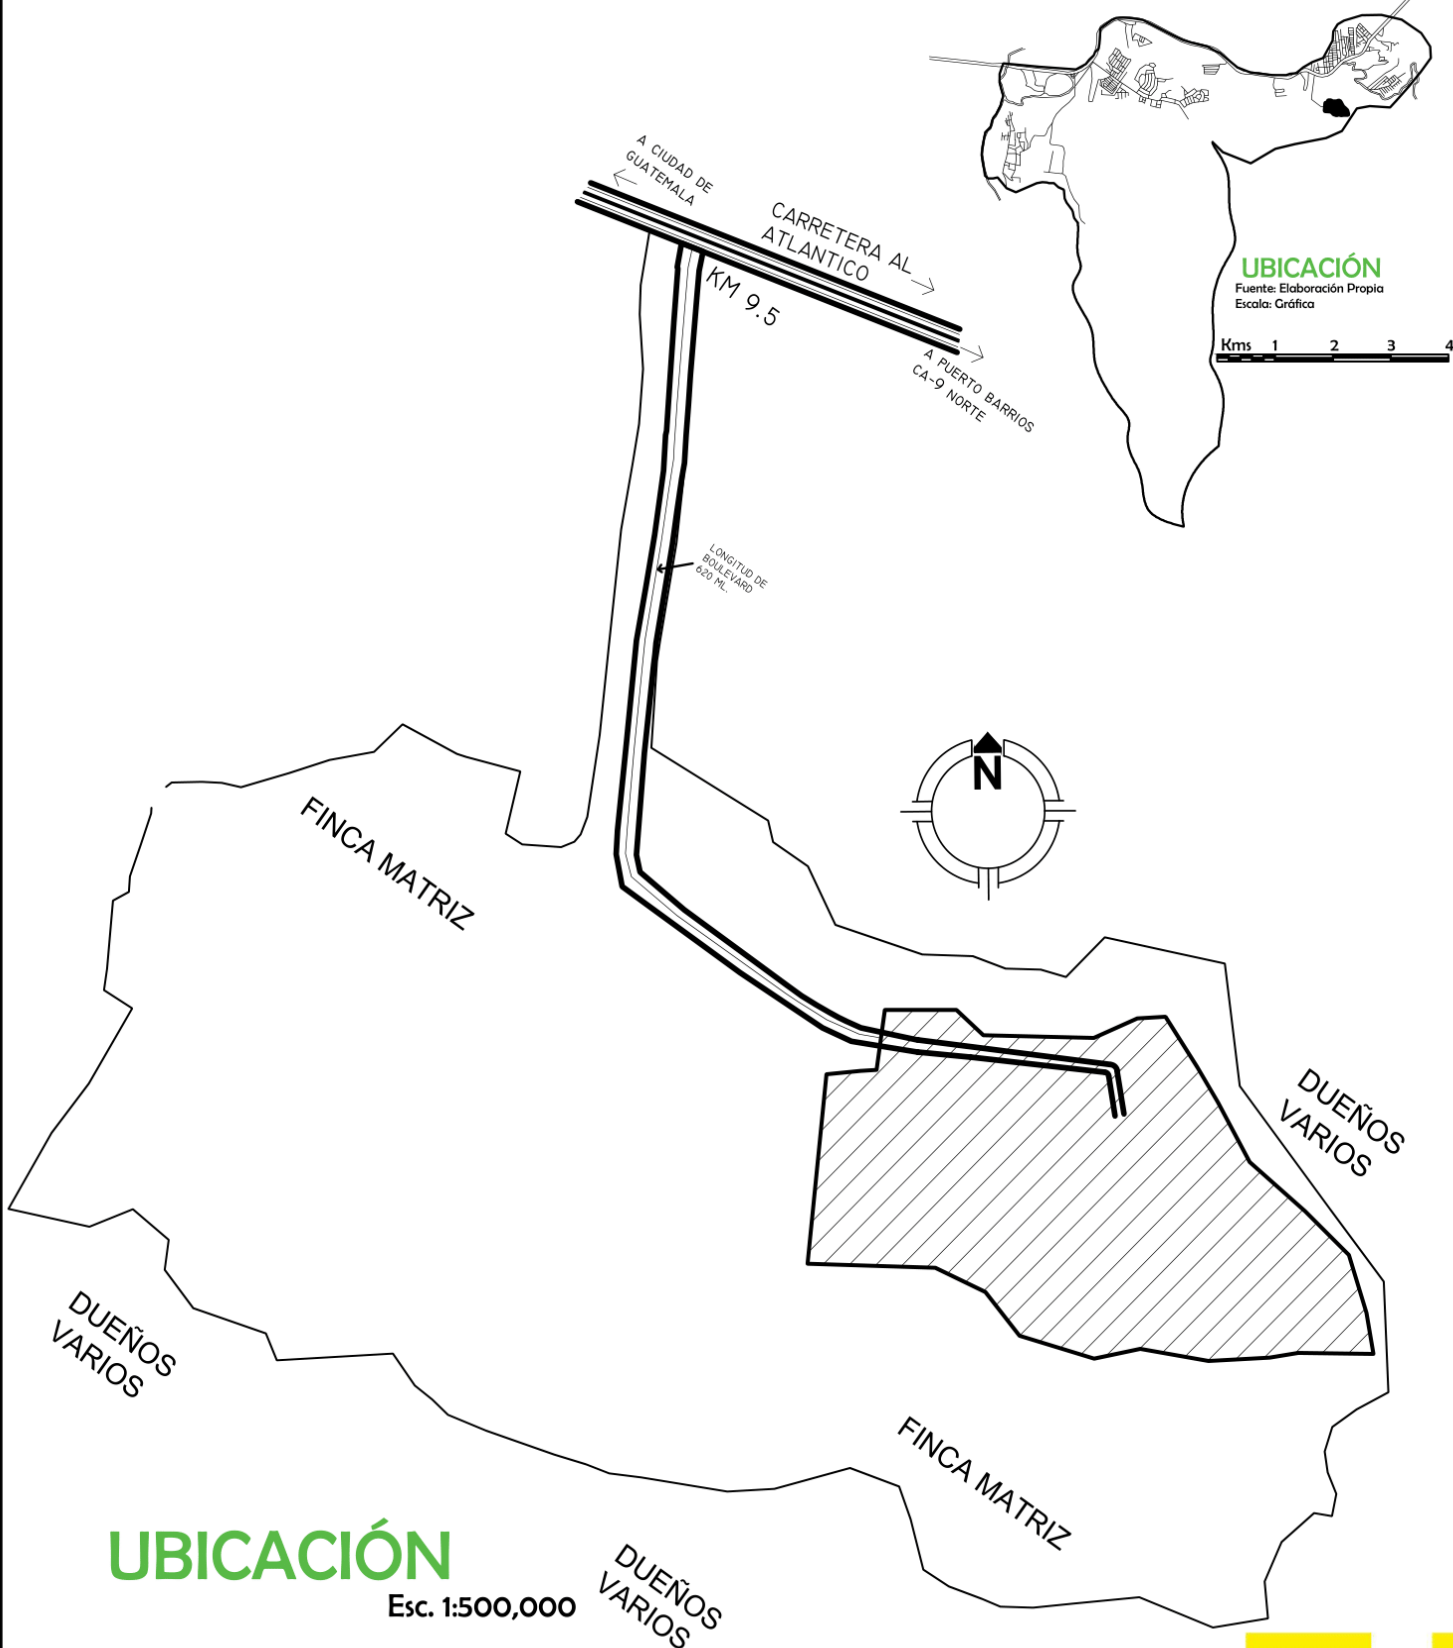 A CIUDAD DE
GUATEMALA
CARRETERA AL
ATLANTICO
KM 9.5
A PUERTO BARRIOS
CA-9 NORTE
UBICACIÓN
Fuente: Elaboración Propia
Escala: Gráfica
Kms 1 2 3 4
LONGITUD DE
BOULEVARD
620 ML.
N
FINCA MATRIZ
DUEÑOS
VARIOS
DUEÑOS
VARIOS
FINCA MATRIZ
UBICACIÓN
Esc. 1:500,000
DUEÑOS
VARIOS